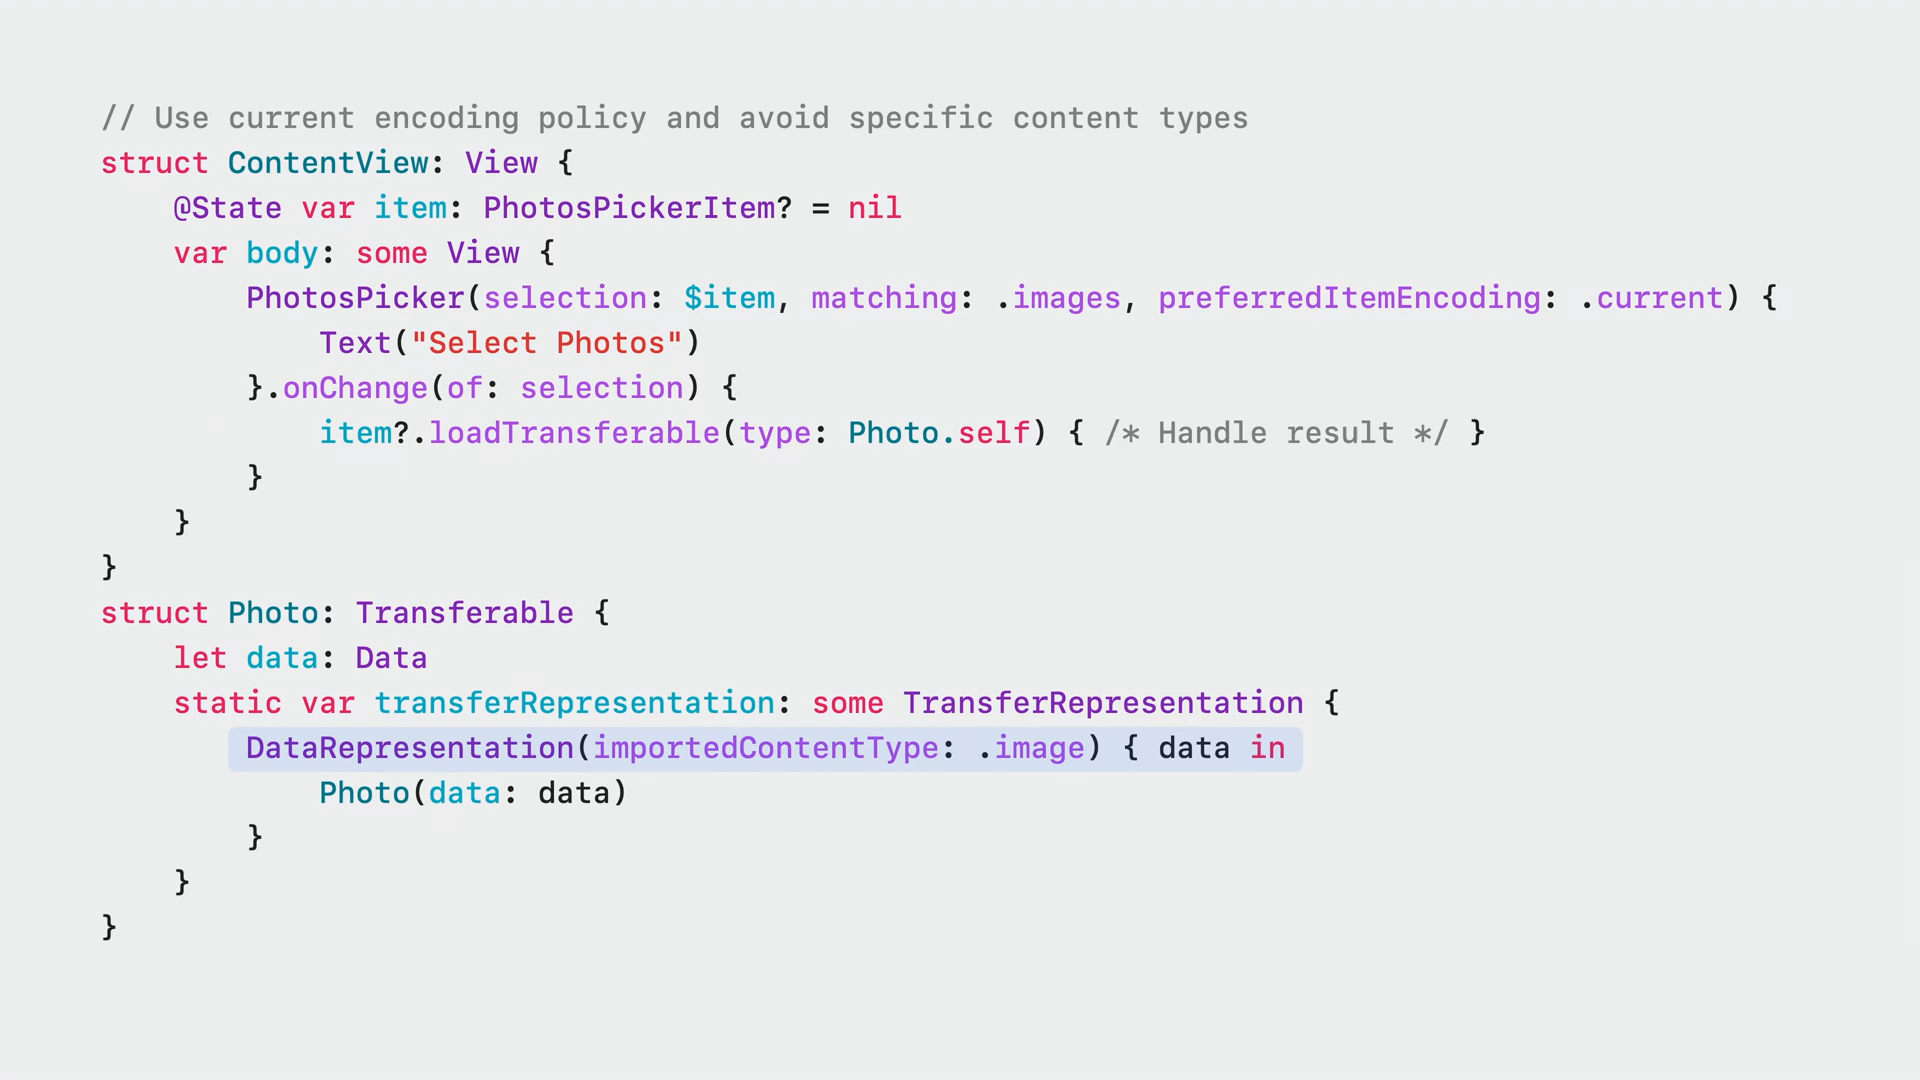 // Use current encoding policy and avoid specific content types
struct ContentView: View {
    @State var item: PhotosPickerItem? = nil
    var body: some View {
        PhotosPicker(selection: $item, matching: .images, preferredItemEncoding: .current) {
            Text("Select Photos")
        }.onChange(of: selection) {
            item?.loadTransferable(type: Photo.self) { /* Handle result */ }
        }
    }
}
struct Photo: Transferable {
    let data: Data
    static var transferRepresentation: some TransferRepresentation {
        DataRepresentation(importedContentType: .image) { data in
            Photo(data: data)
        }
    }
}